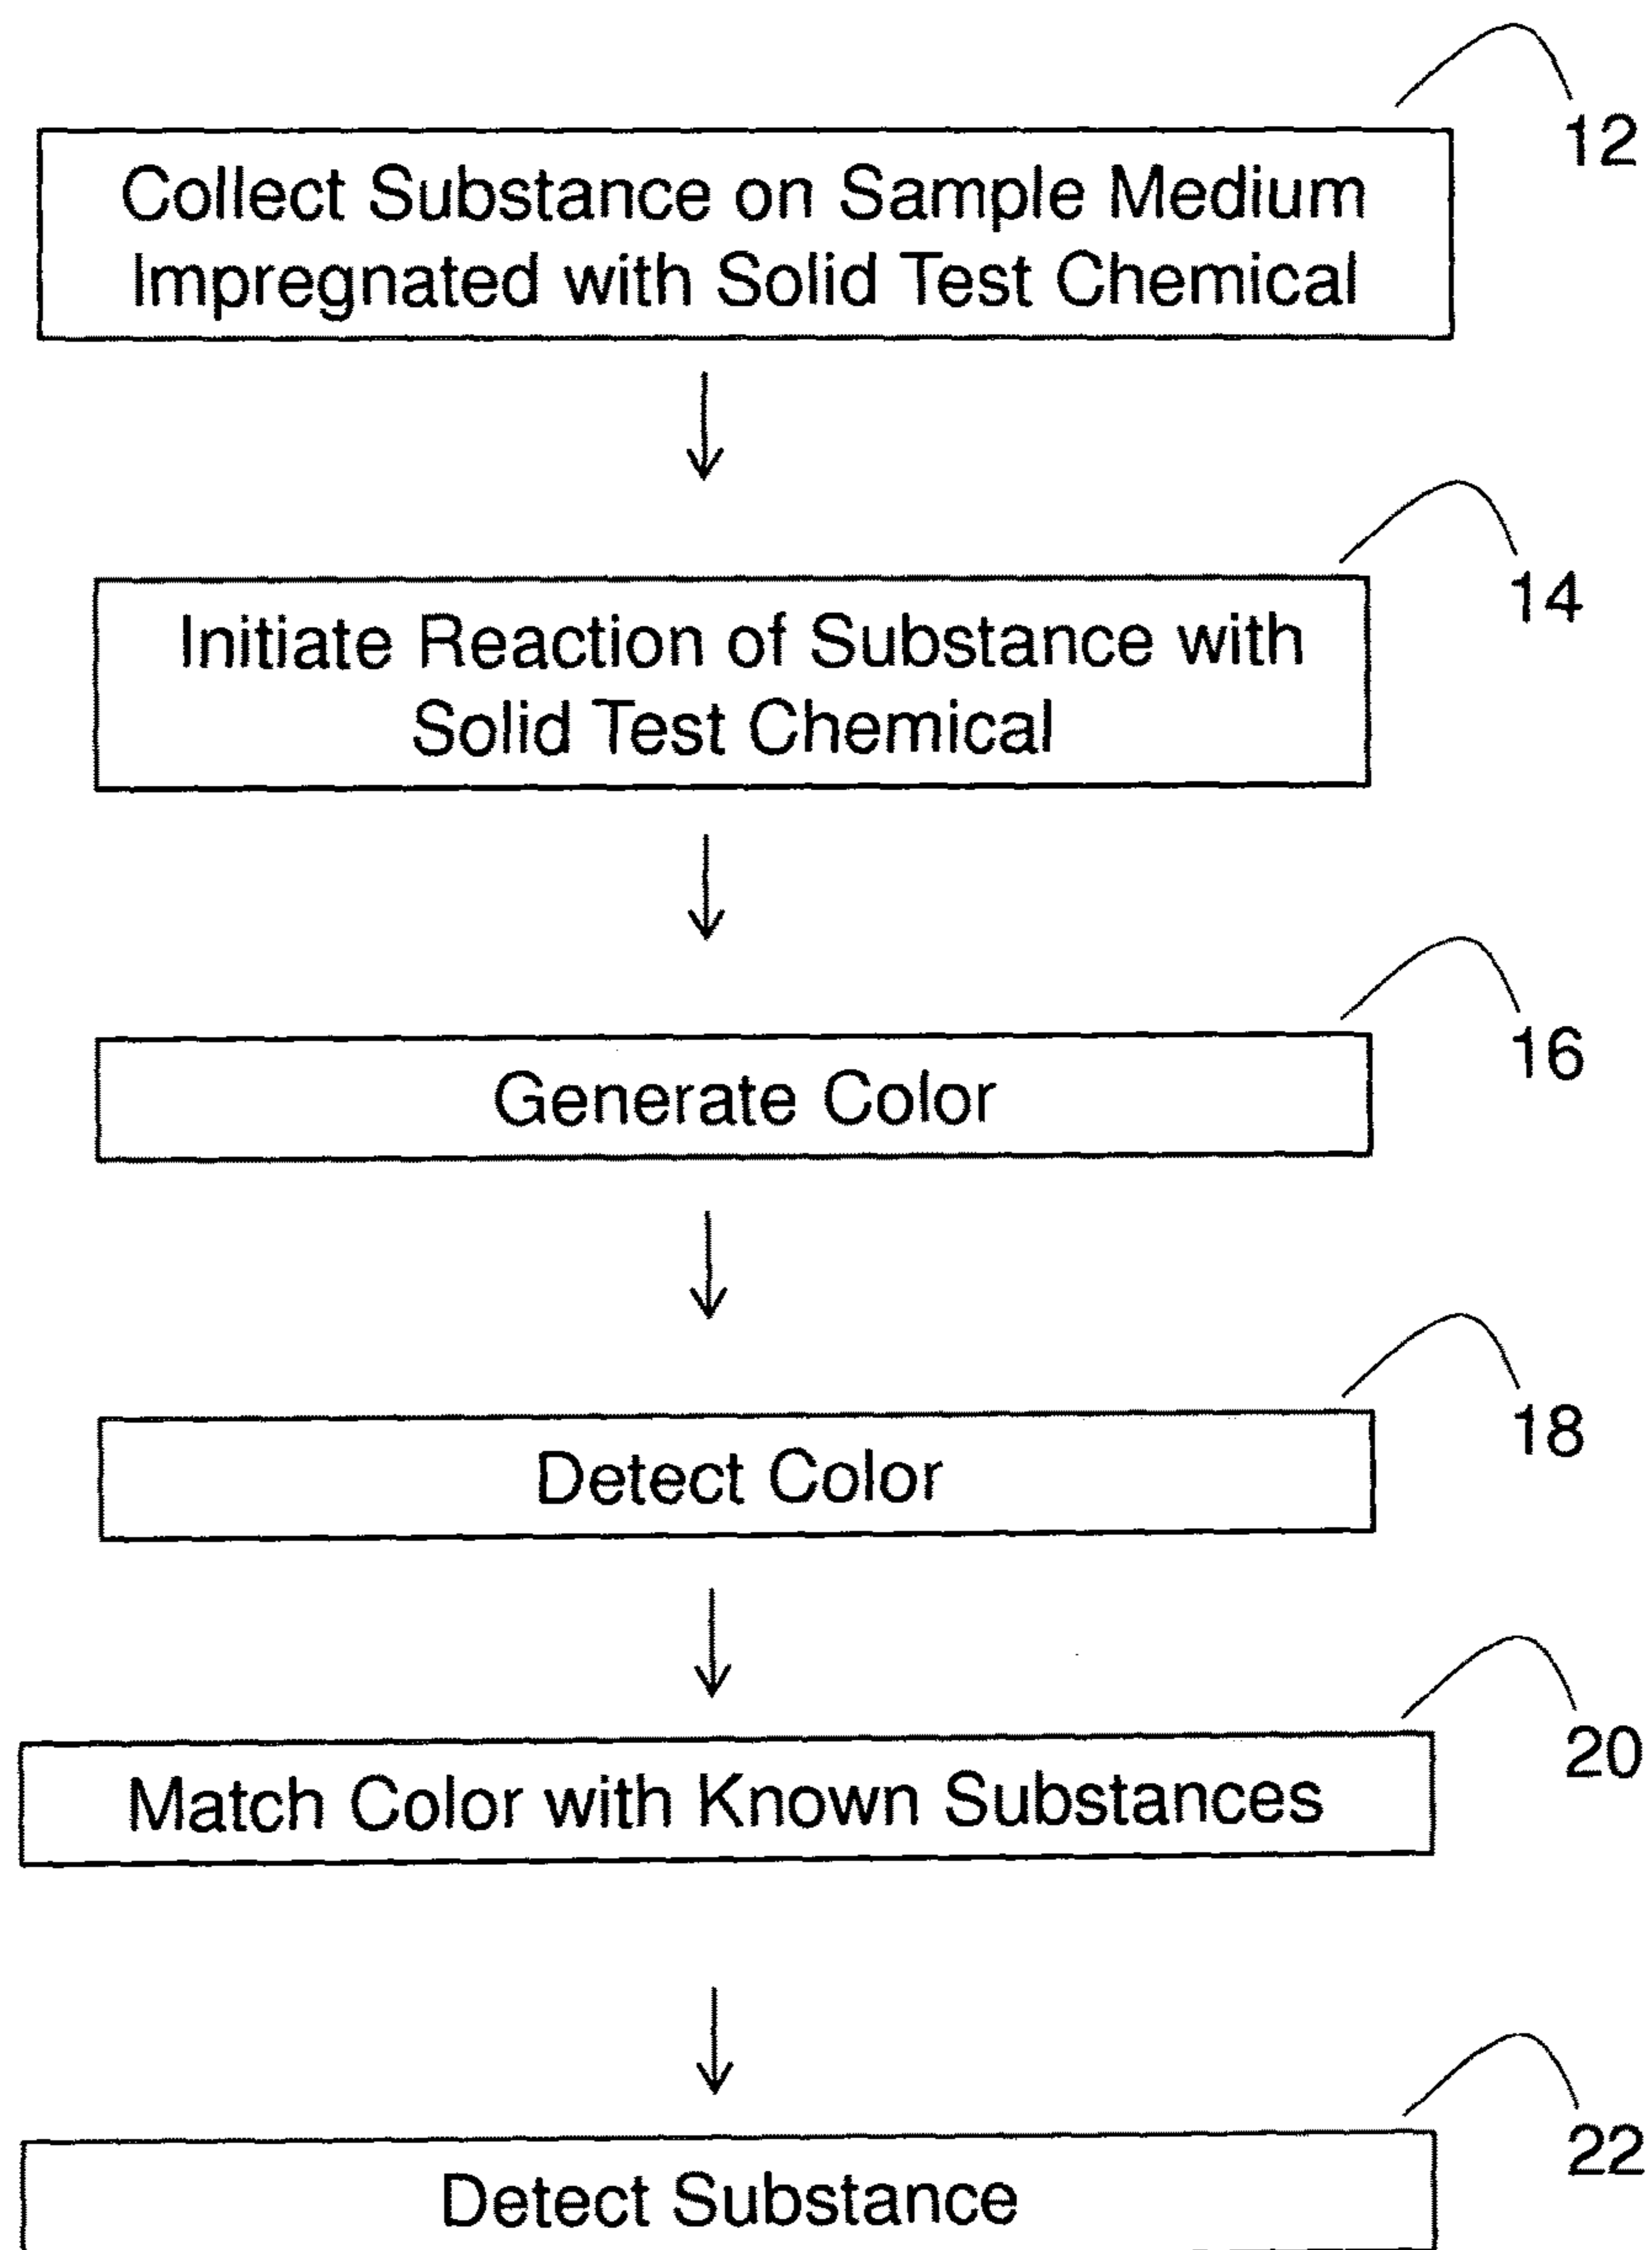 12
Collect Substance on Sample Medium
Impregnated with Solid Test Chemical
14
Initiate Reaction of Substance with
Solid Test Chemical
16
Generate Color
18
Detect Color
20
Match Color with Known Substances
22
Detect Substance